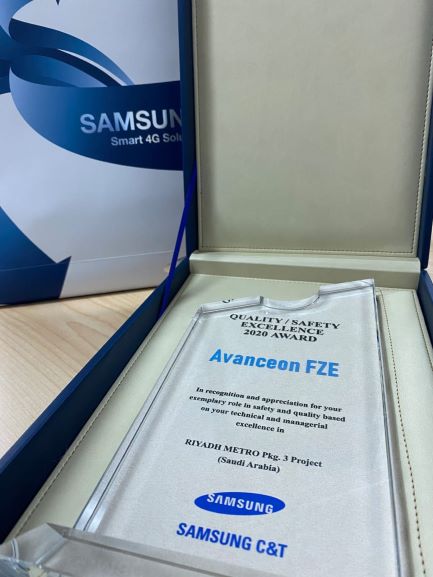 SAMSUN
Smart 4G Solu
QUALITY / SAFETY
EXCELLENCE
2020 AWARD
Avanceon FZE
In recognition and appreciation for your
exemplary role in safety and quality based
on your technical and managerial
excellence in
RIYADH METRO Pkg. 3 Project
(Saudi Arabia)
SAMSUNG
SAMSUNG C&T